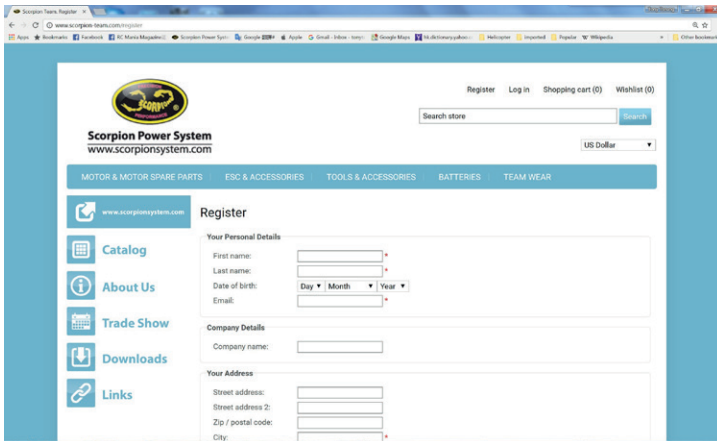 Scorpion Team. Register
www.scorpion-team.com/register
Apps Bookmarks Facebook Google Apple Google Maps Helicopter Imported Popular Wikipedia
Register Log in Shopping cart (0) Wishlist (0)
SCORPION
Search store Search
Scorpion Power System
www.scorpionsystem.com
US Dollar
MOTOR & MOTOR SPARE PARTS ESC & ACCESSORIES TOOLS & ACCESSORIES BATTERIES TEAM WEAR
www.scorpionsystem.com
Register
Catalog
About Us
Trade Show
Downloads
Links
Your Personal Details
First name: *
Last name: *
Date of birth: Day Month Year
Email: *
Company Details
Company name:
Your Address
Street address:
Street address 2:
Zip / postal code:
City: *